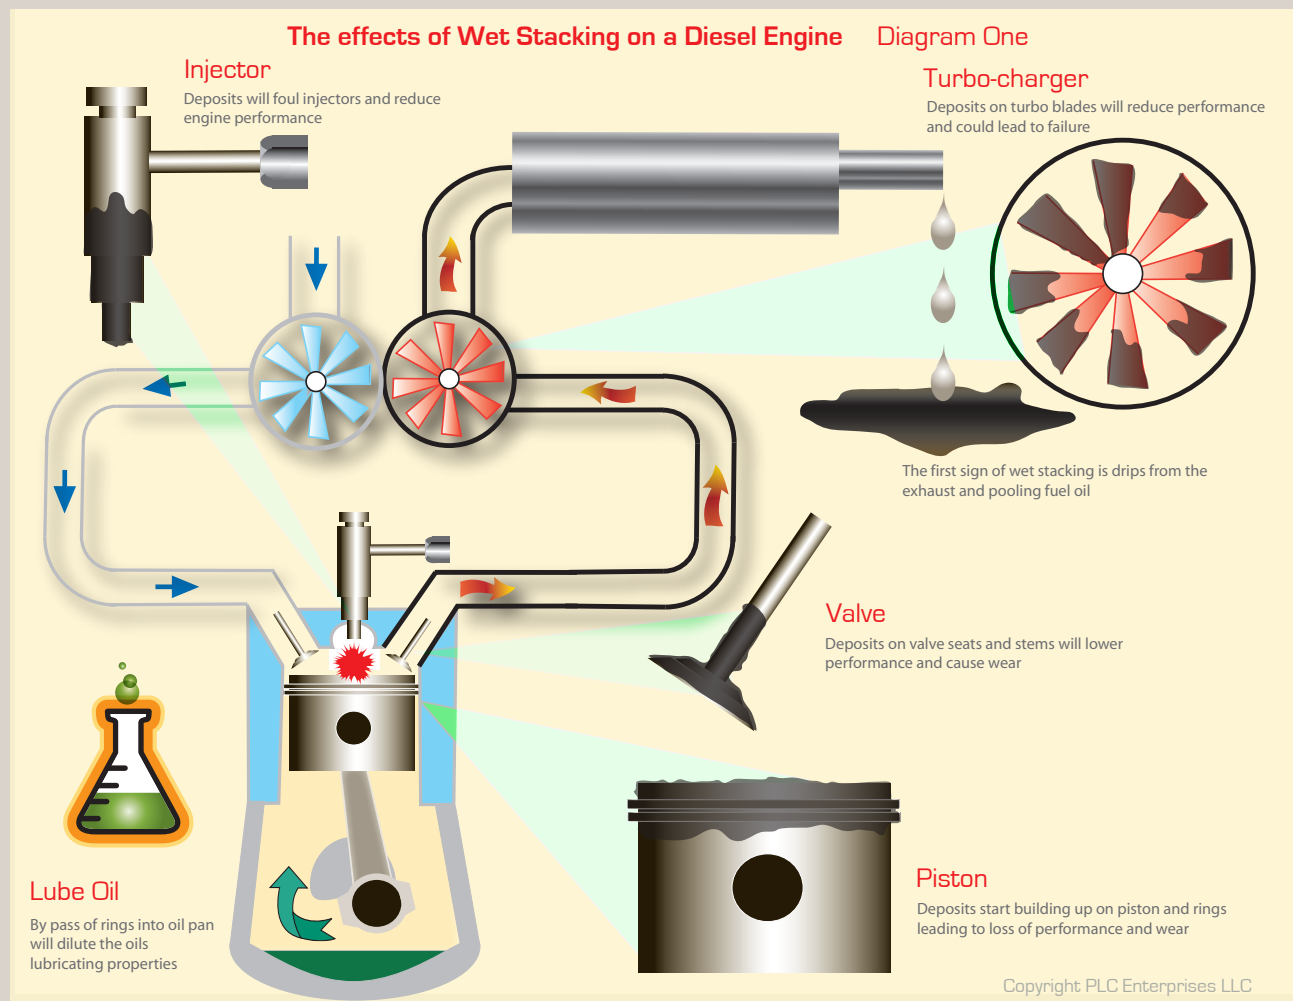 The effects of Wet Stacking on a Diesel Engine Diagram One
Injector
Deposits will foul injectors and reduce
engine performance
Turbo-charger
Deposits on turbo blades will reduce performance
and could lead to failure
The first sign of wet stacking is drips from the
exhaust and pooling fuel oil
Valve
Deposits on valve seats and stems will lower
performance and cause wear
Lube Oil
By pass of rings into oil pan
will dilute the oils
lubricating properties
Piston
Deposits start building up on piston and rings
leading to loss of performance and wear
Copyright PLC Enterprises LLC